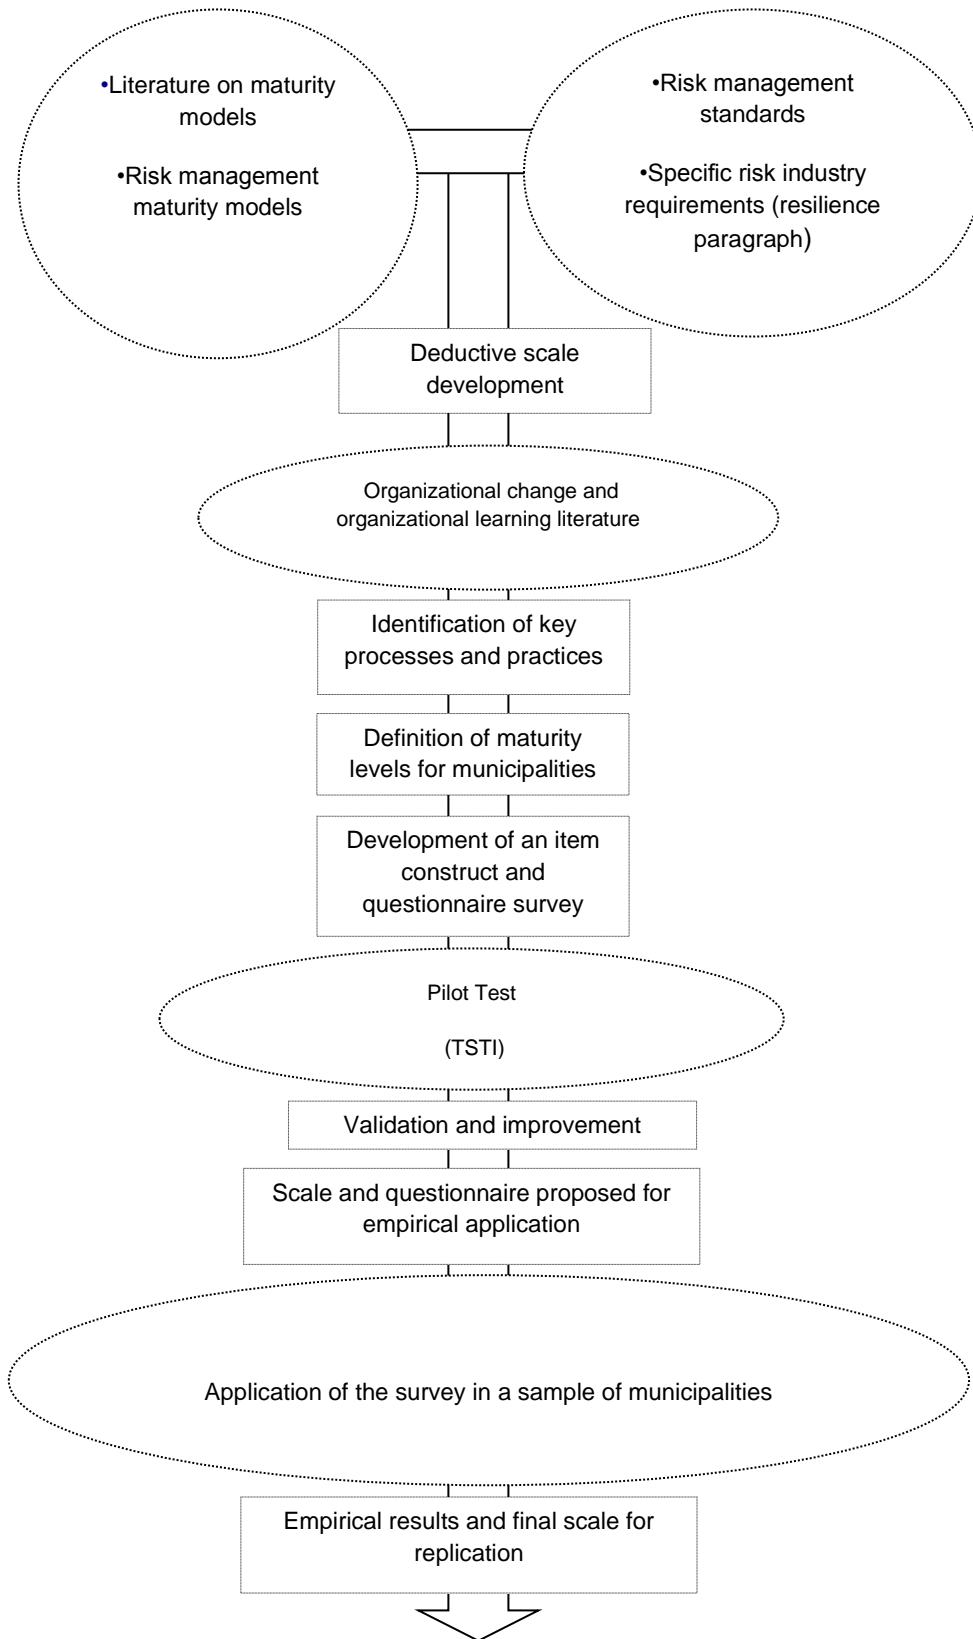 •Literature on maturity
models
•Risk management
maturity models
•Risk management
standards
•Specific risk industry
requirements (resilience
paragraph)
Deductive scale
development
Organizational change and
organizational learning literature
Identification of key
processes and practices
Definition of maturity
levels for municipalities
Development of an item
construct and
questionnaire survey
Pilot Test
(TSTI)
Validation and improvement
Scale and questionnaire proposed for
empirical application
Application of the survey in a sample of municipalities
Empirical results and final scale for
replication